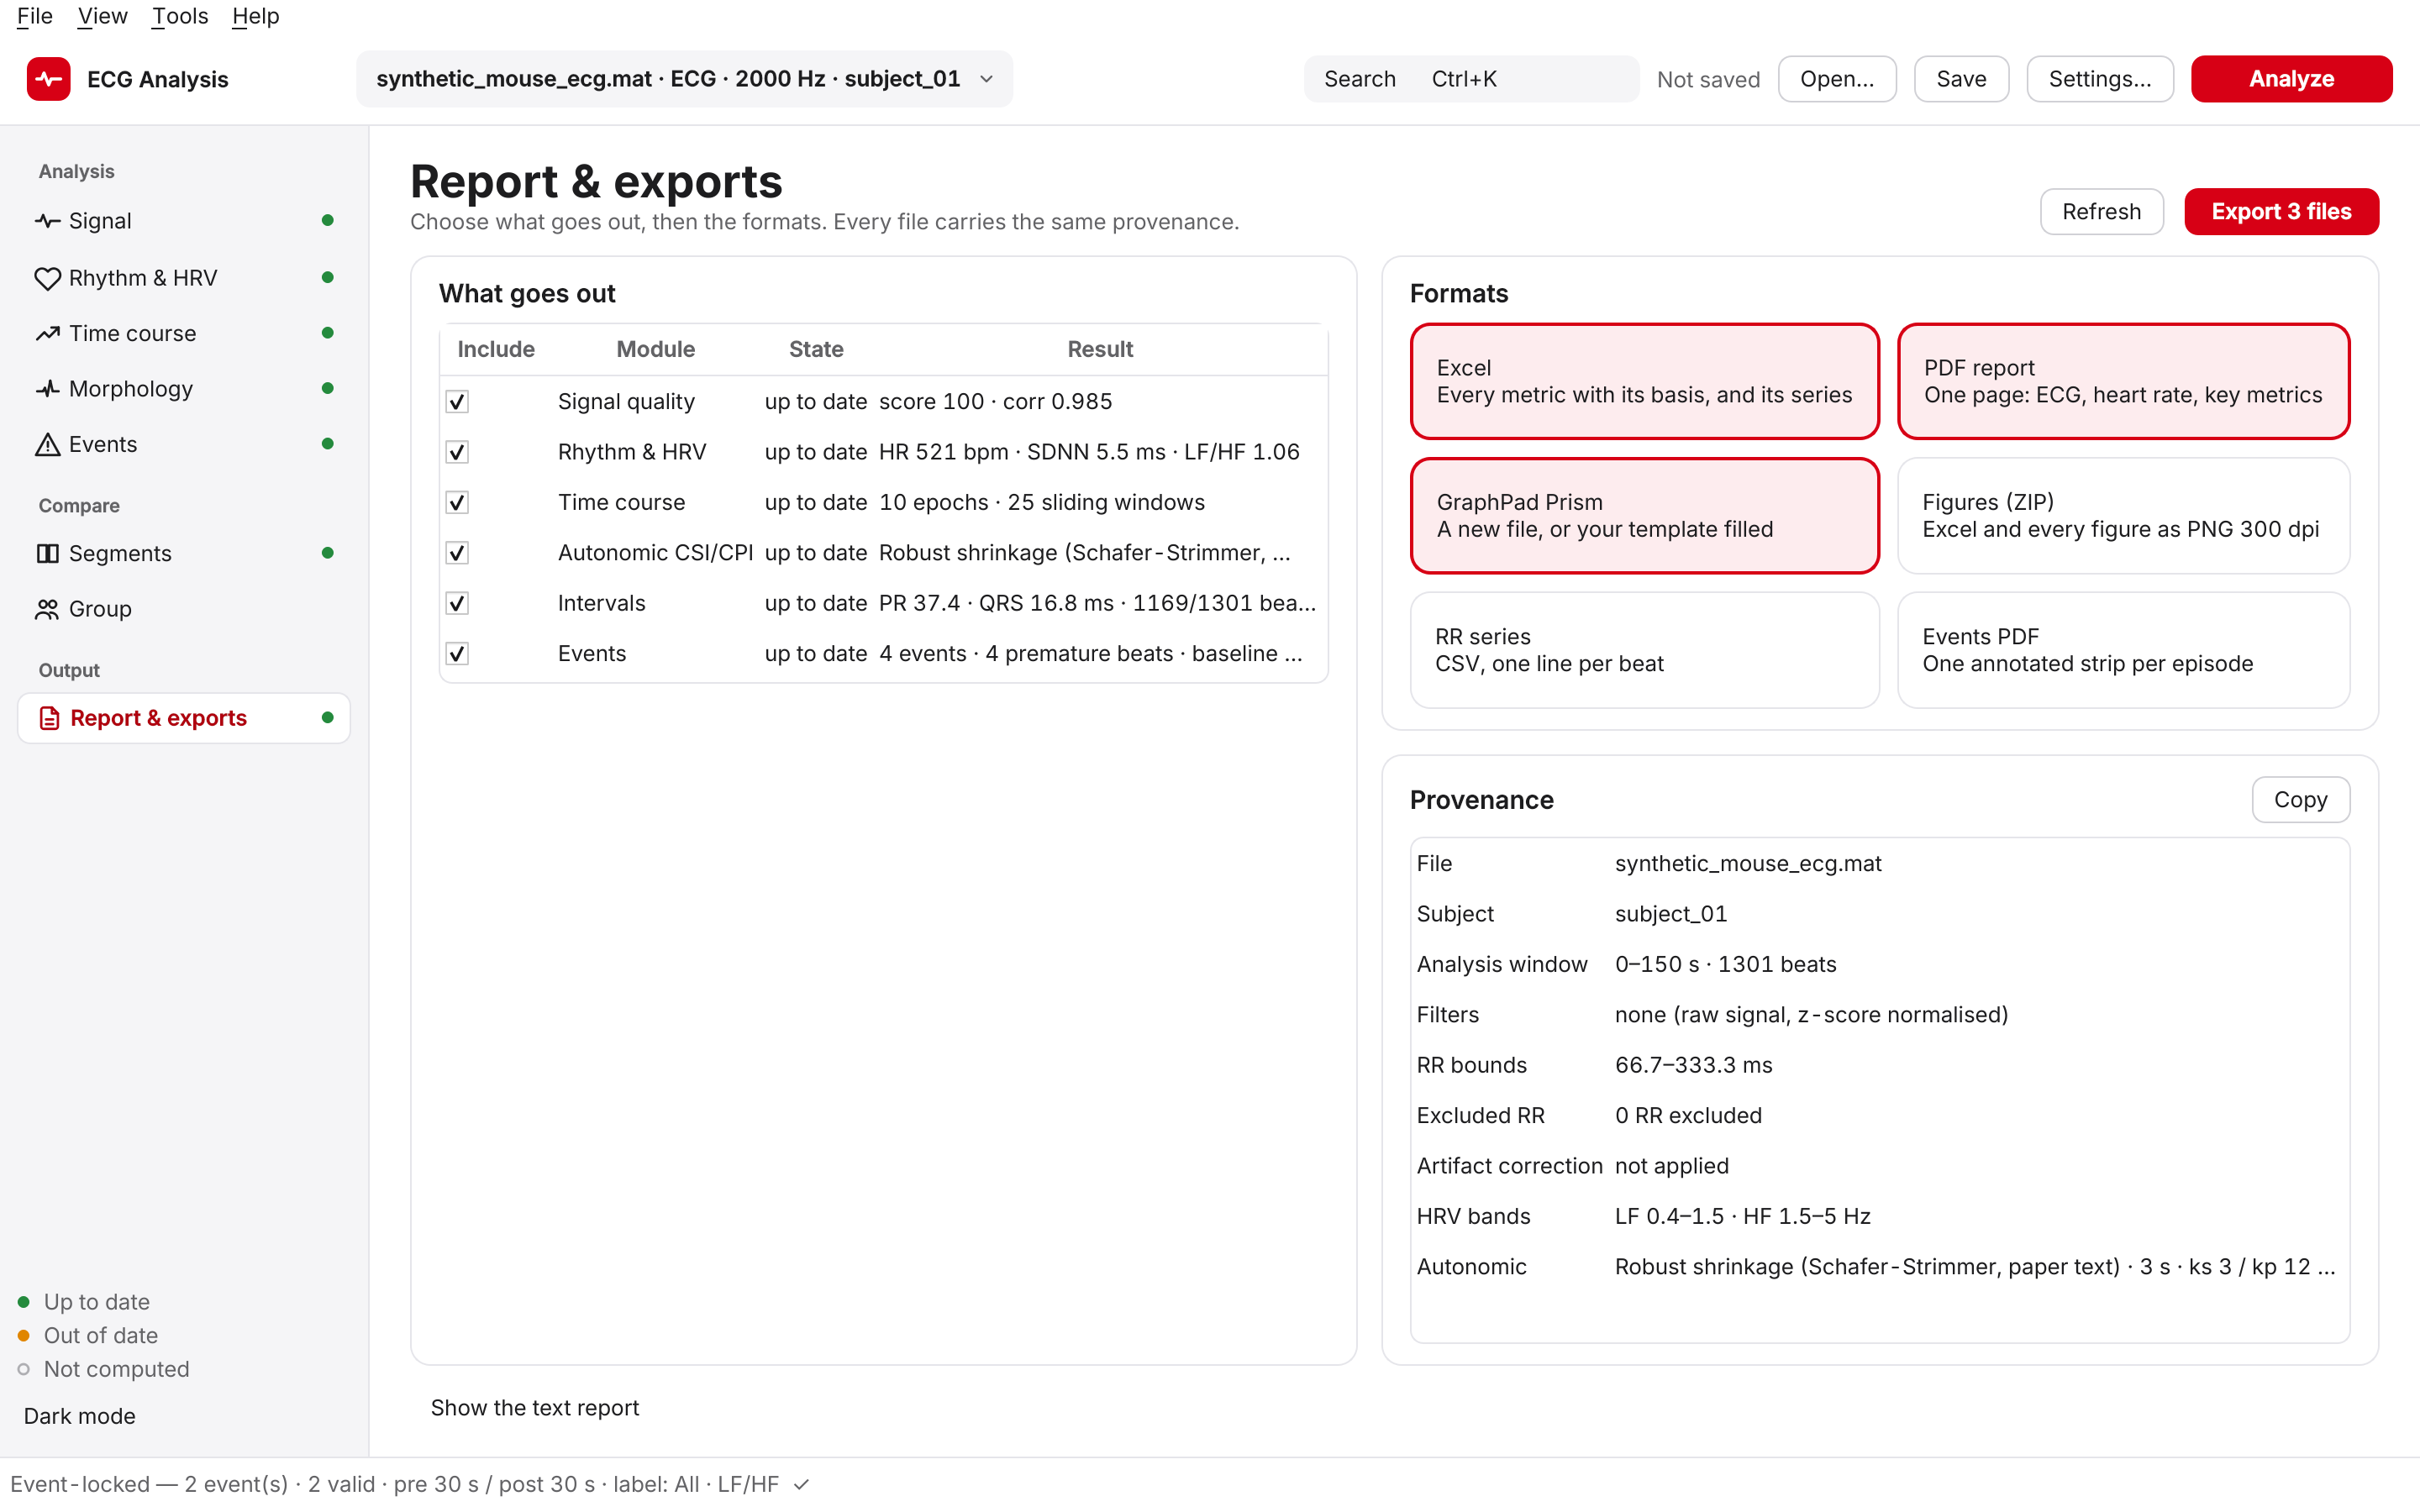 File View Tools Help
ECG Analysis
synthetic_mouse_ecg.mat · ECG · 2000 Hz · subject_01
Search Ctrl+K
Not saved
Open...
Save
Settings...
Analyze
Analysis
Signal
Rhythm & HRV
Time course
Morphology
Events
Compare
Segments
Group
Output
Report & exports
Up to date
Out of date
Not computed
Dark mode
Report & exports
Choose what goes out, then the formats. Every file carries the same provenance.
Refresh
Export 3 files
What goes out
Include Module State Result
Signal quality up to date score 100 · corr 0.985
Rhythm & HRV up to date HR 521 bpm · SDNN 5.5 ms · LF/HF 1.06
Time course up to date 10 epochs · 25 sliding windows
Autonomic CSI/CPI up to date Robust shrinkage (Schafer-Strimmer, ...
Intervals up to date PR 37.4 · QRS 16.8 ms · 1169/1301 bea...
Events up to date 4 events · 4 premature beats · baseline ...
Formats
Excel
Every metric with its basis, and its series
PDF report
One page: ECG, heart rate, key metrics
GraphPad Prism
A new file, or your template filled
Figures (ZIP)
Excel and every figure as PNG 300 dpi
RR series
CSV, one line per beat
Events PDF
One annotated strip per episode
Provenance
Copy
File synthetic_mouse_ecg.mat
Subject subject_01
Analysis window 0–150 s · 1301 beats
Filters none (raw signal, z-score normalised)
RR bounds 66.7–333.3 ms
Excluded RR 0 RR excluded
Artifact correction not applied
HRV bands LF 0.4–1.5 · HF 1.5–5 Hz
Autonomic Robust shrinkage (Schafer-Strimmer, paper text) · 3 s · ks 3 / kp 12 ...
Show the text report
Event-locked — 2 event(s) · 2 valid · pre 30 s / post 30 s · label: All · LF/HF ✓